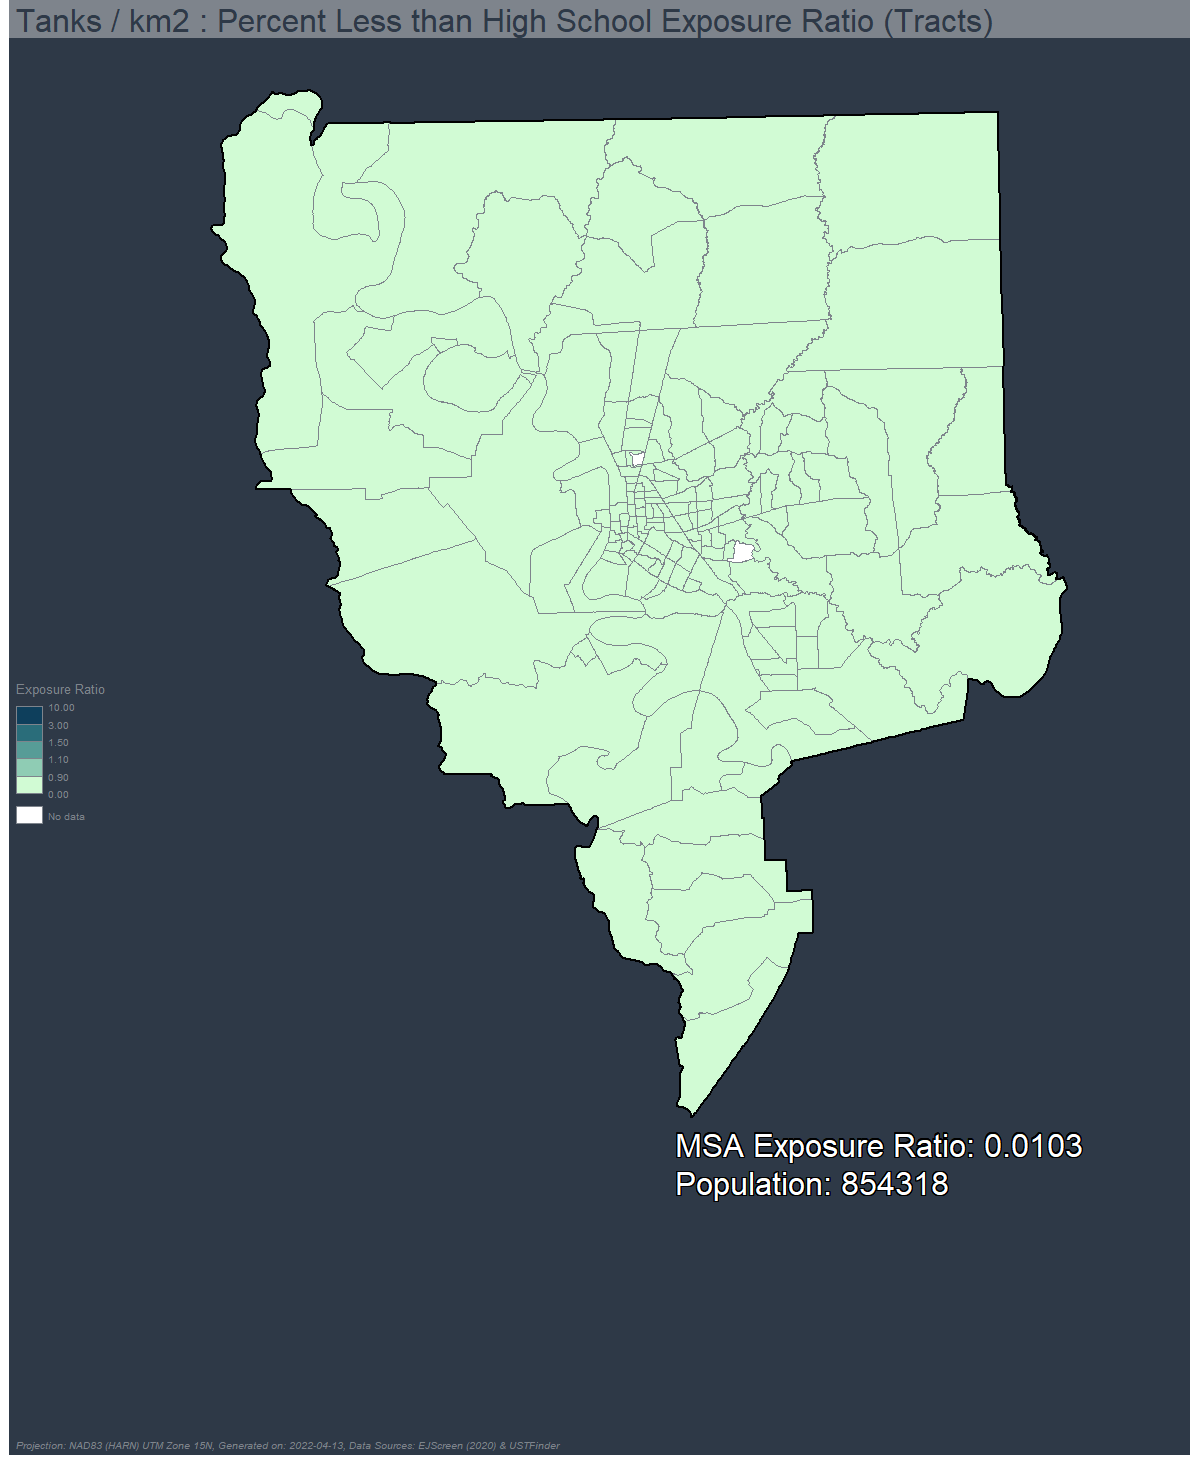 Tanks / km2 : Percent Less than High School Exposure Ratio (Tracts)
Exposure Ratio
10.00
3.00
1.50
1.10
0.90
0.00
No data
MSA Exposure Ratio: 0.0103
Population: 854318
Projection: NAD83 (HARN) UTM Zone 15N, Generated on: 2022-04-13, Data Sources: EJScreen (2020) & USTFinder